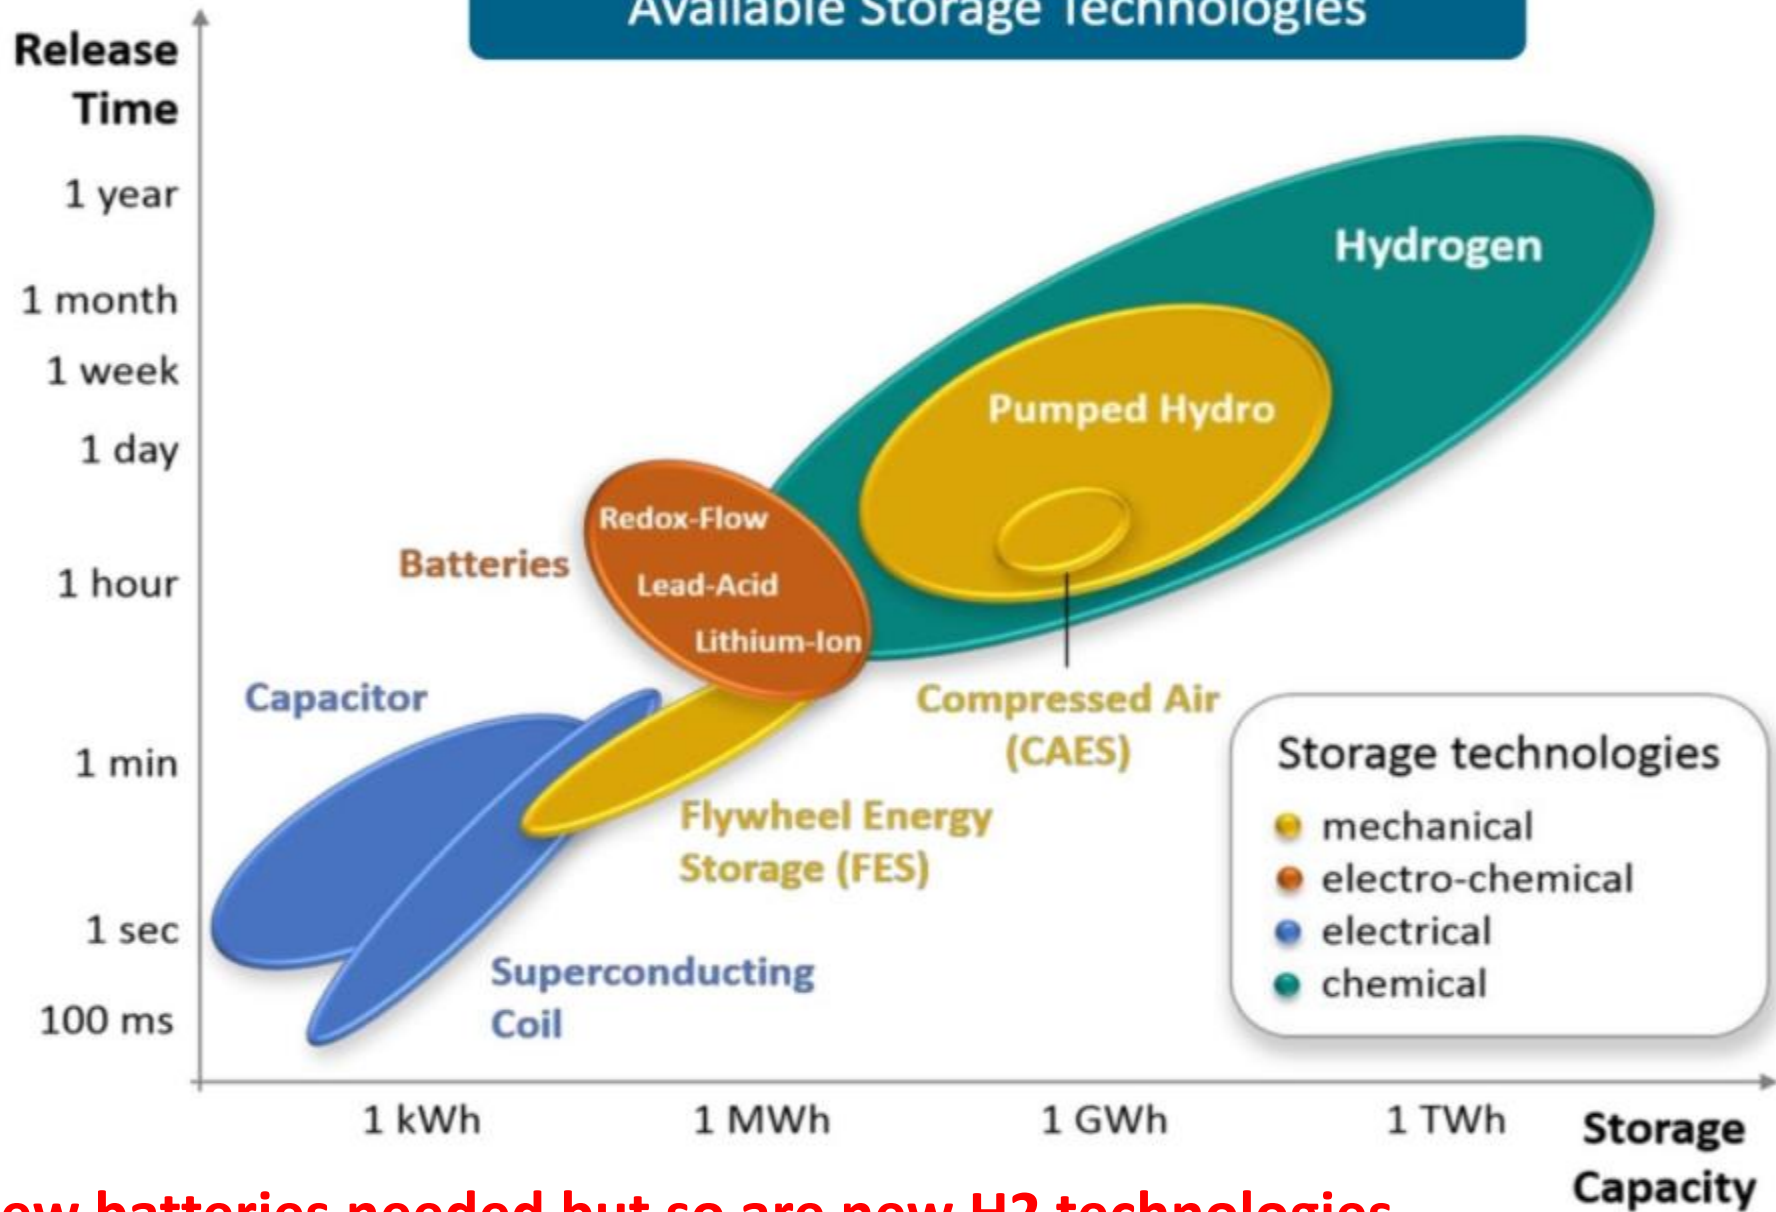 Available Storage Technologies
Release
Time
1 year
1 month
1 week
1 day
1 hour
1 min
1 sec
100 ms
Hydrogen
Pumped Hydro
Redox-Flow
Lead-Acid
Lithium-Ion
Batteries
Capacitor
Compressed Air
(CAES)
Flywheel Energy
Storage (FES)
Superconducting
Coil
Storage technologies
mechanical
electro-chemical
electrical
chemical
1 kWh
1 MWh
1 GWh
1 TWh
Storage
Capacity
batteries needed but so are new H2 technologies